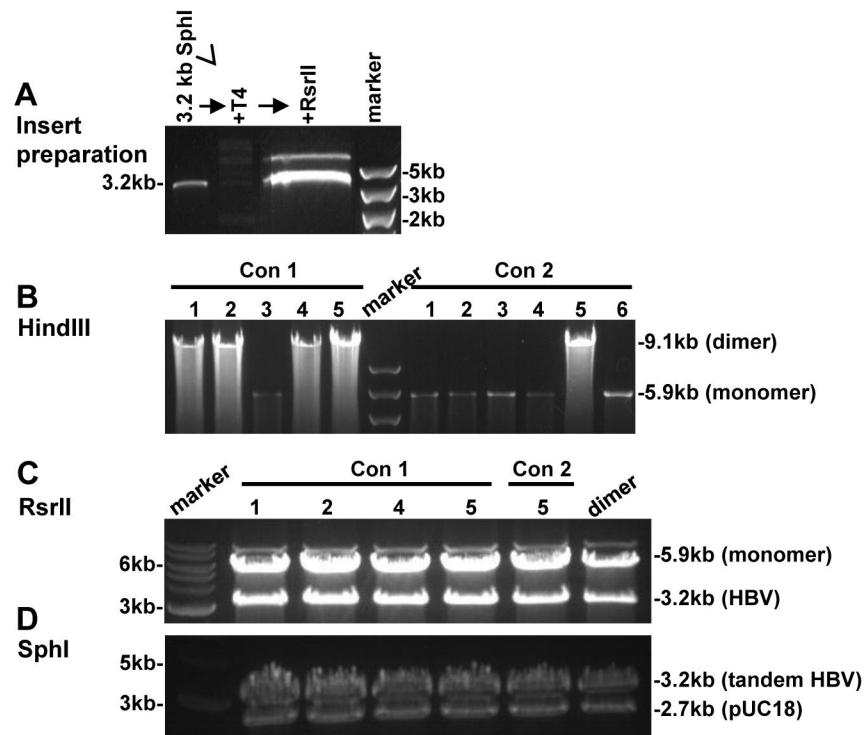 A
Insert
preparation
3.2 kb SphI
+T4
+RsrII
marker
3.2kb-
-5kb
-3kb
-2kb
B
HindIII
Con 1
marker
Con 2
1 2 3 4 5 1 2 3 4 5 6
-9.1kb (dimer)
-5.9kb (monomer)
C
RsrII
marker
Con 1
Con 2
dimer
1 2 4 5 5
6kb-
3kb-
-5.9kb (monomer)
-3.2kb (HBV)
D
SphI
5kb-
3kb-
-3.2kb (tandem HBV)
-2.7kb (pUC18)